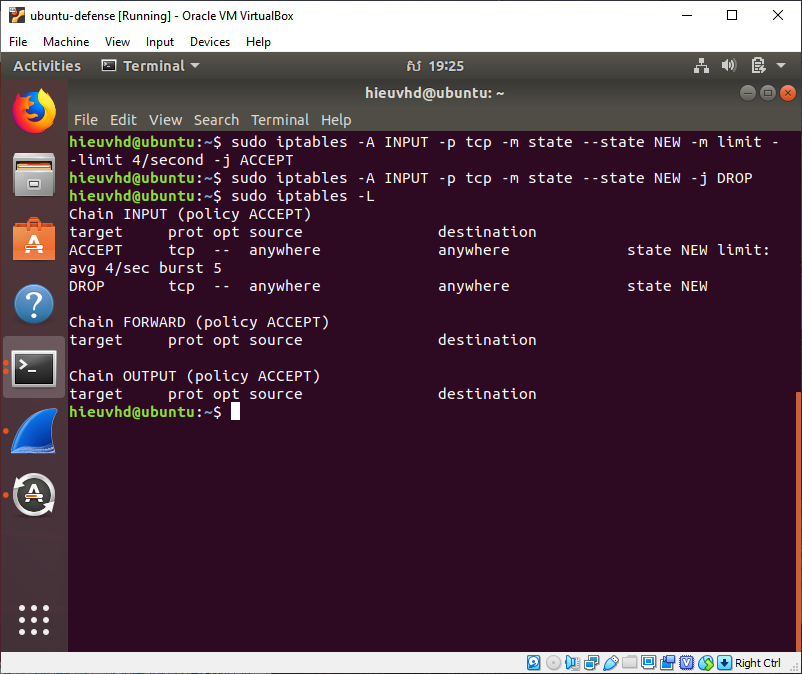 ubuntu-defense [Running] - Oracle VM VirtualBox
File Machine View Input Devices Help
Activities Terminal ស៍ 19:25
hieuvhd@ubuntu: ~
File Edit View Search Terminal Help
hieuvhd@ubuntu:~$ sudo iptables -A INPUT -p tcp -m state --state NEW -m limit -
-limit 4/second -j ACCEPT
hieuvhd@ubuntu:~$ sudo iptables -A INPUT -p tcp -m state --state NEW -j DROP
hieuvhd@ubuntu:~$ sudo iptables -L
Chain INPUT (policy ACCEPT)
target     prot opt source               destination
ACCEPT     tcp  --  anywhere             anywhere             state NEW limit:
avg 4/sec burst 5
DROP       tcp  --  anywhere             anywhere             state NEW
Chain FORWARD (policy ACCEPT)
target     prot opt source               destination
Chain OUTPUT (policy ACCEPT)
target     prot opt source               destination
hieuvhd@ubuntu:~$
Right Ctrl